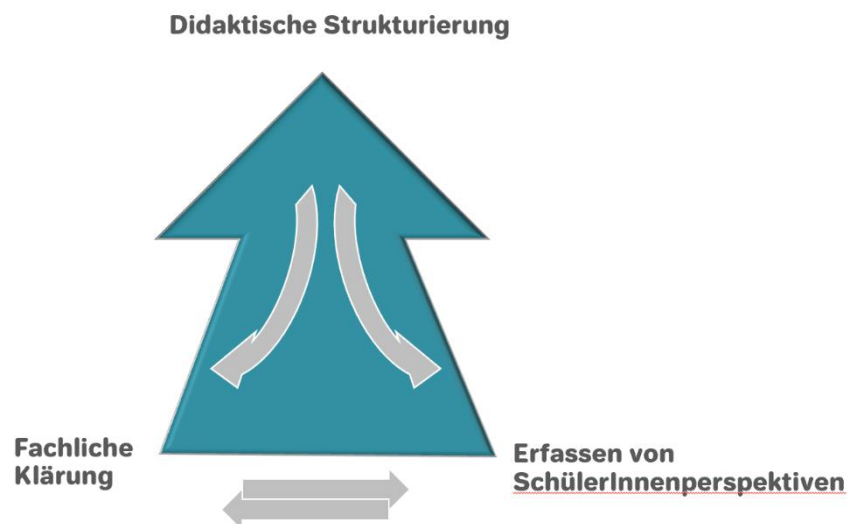 Didaktische Strukturierung
Fachliche
Klärung
Erfassen von
SchülerInnenperspektiven